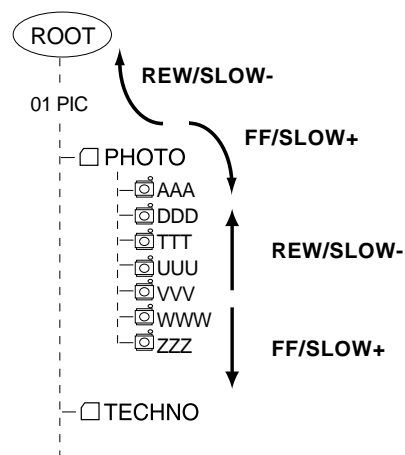 ROOT
REW/SLOW-
01 PIC
FF/SLOW+
PHOTO
AAA
DDD
TTT
UUU
VVV
WWW
ZZZ
REW/SLOW-
FF/SLOW+
TECHNO